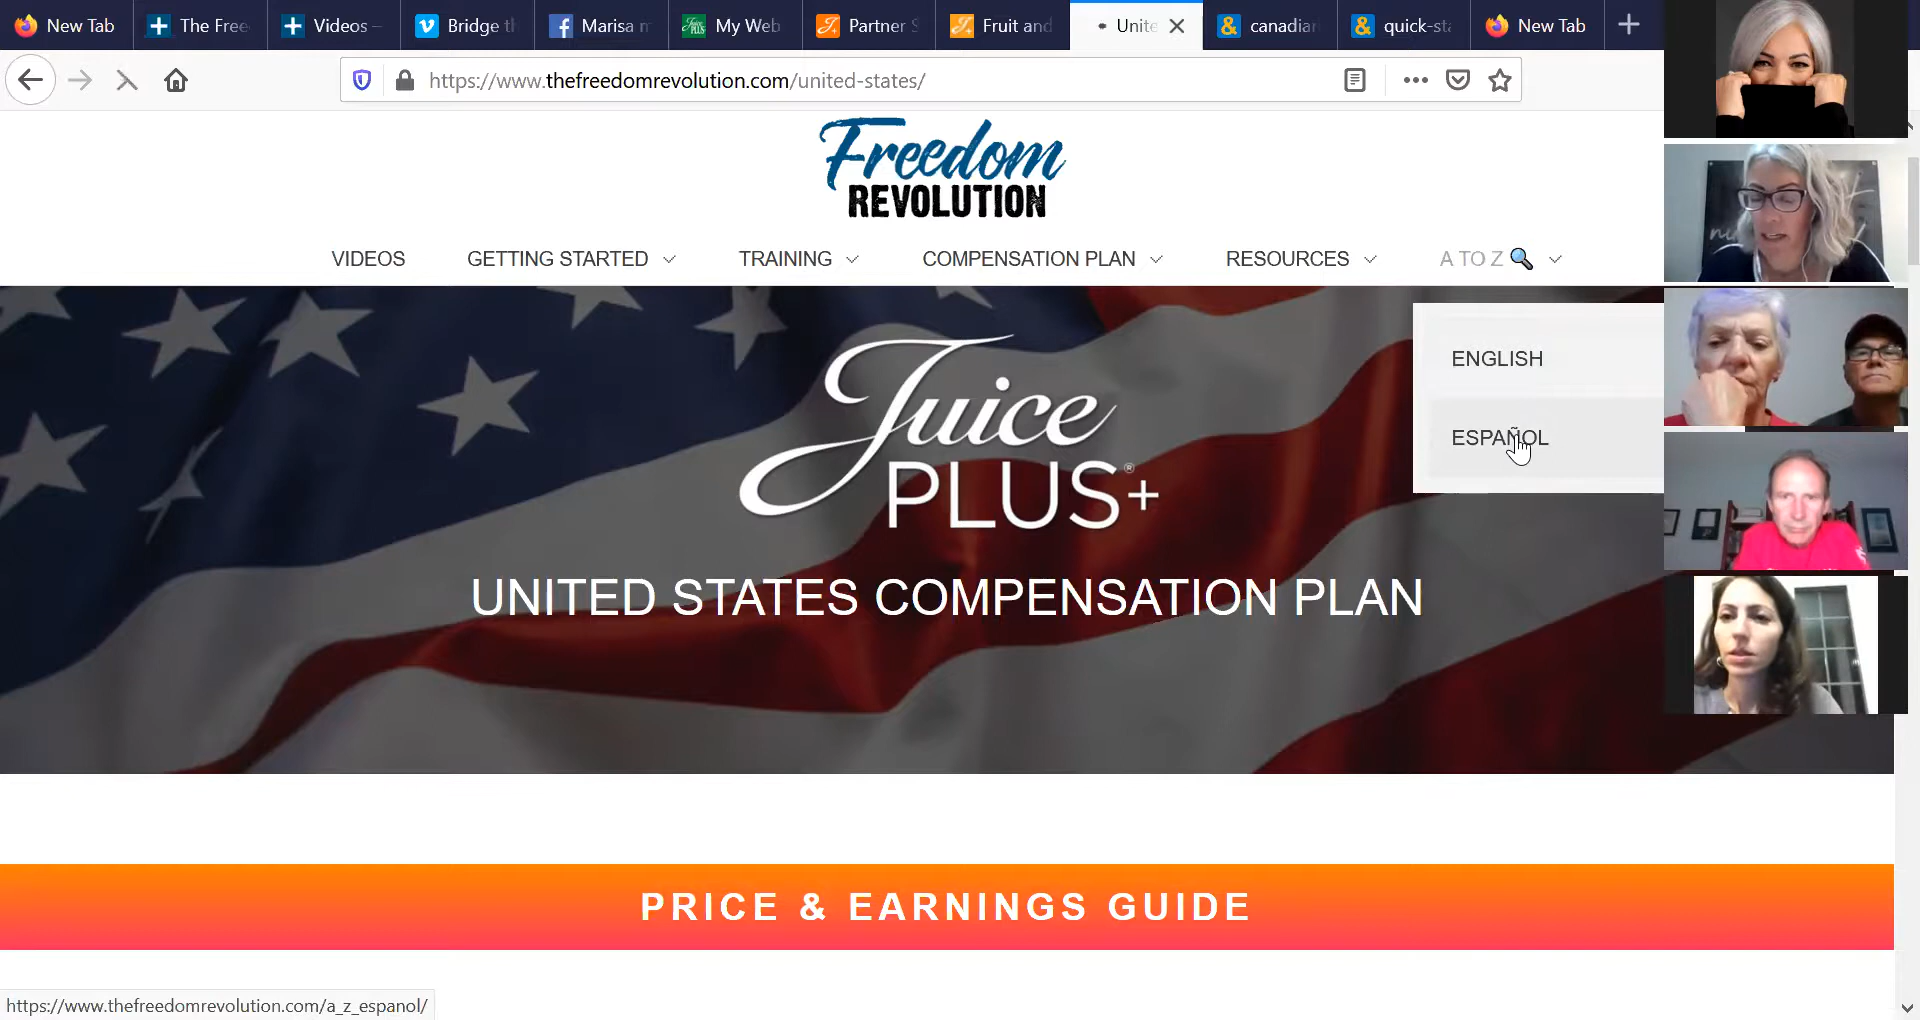 New Tab
The Free
Videos –
Bridge t
Marisa m
My Web
Partner S
Fruit and
Unite
canadian
quick-sta
New Tab
https://www.thefreedomrevolution.com/united-states/
Freedom
REVOLUTION
VIDEOS
GETTING STARTED
TRAINING
COMPENSATION PLAN
RESOURCES
A TO Z
ENGLISH
ESPAÑOL
Juice
PLUS+®
UNITED STATES COMPENSATION PLAN
PRICE & EARNINGS GUIDE
https://www.thefreedomrevolution.com/a_z_espanol/